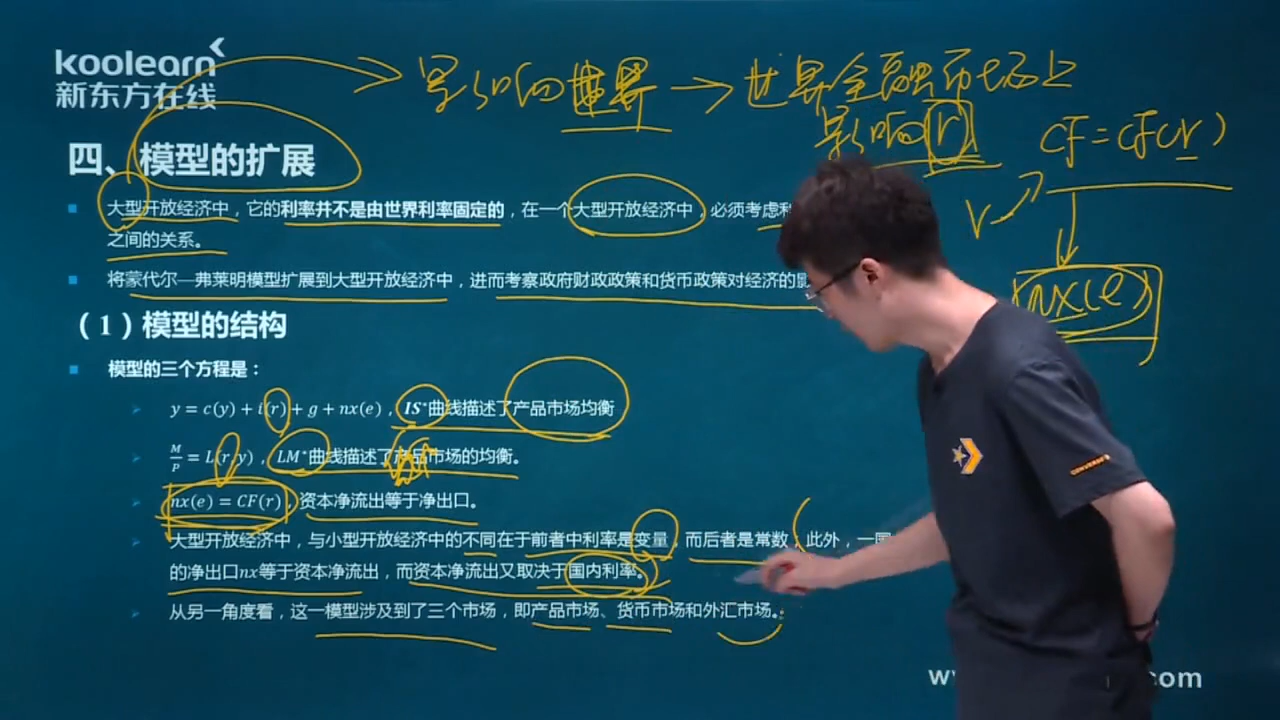 koolearn
新东方在线
影响世界 → 世界金融市场上
影响r
CF=CF(r)
四、模型的扩展
r
大型开放经济中，它的利率并不是由世界利率固定的，在一个大型开放经济中，必须考虑
之间的关系。
将蒙代尔—弗莱明模型扩展到大型开放经济中，进而考察政府财政政策和货币政策对经济的
nx(e)
（1）模型的结构
模型的三个方程是：
y = c(y) + i(r) + g + nx(e)，IS*曲线描述了产品市场均衡
M/P = L(r,y)，LM*曲线描述了产品市场的均衡。
nx(e) = CF(r)，资本净流出等于净出口。
大型开放经济中，与小型开放经济中的不同在于前者中利率是变量，而后者是常数，此外，一国
的净出口nx等于资本净流出，而资本净流出又取决于国内利率。
从另一角度看，这一模型涉及到了三个市场，即产品市场、货币市场和外汇市场。
CONVERSE
w
.com